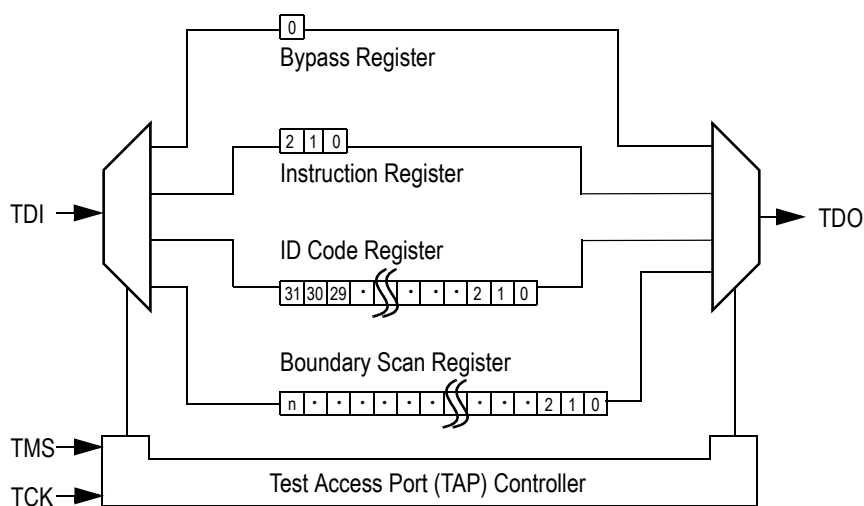 0
Bypass Register
2 1 0
Instruction Register
TDI
TDO
ID Code Register
31 30 29 · · · · 2 1 0
Boundary Scan Register
n · · · · · · · · · 2 1 0
TMS
TCK
Test Access Port (TAP) Controller